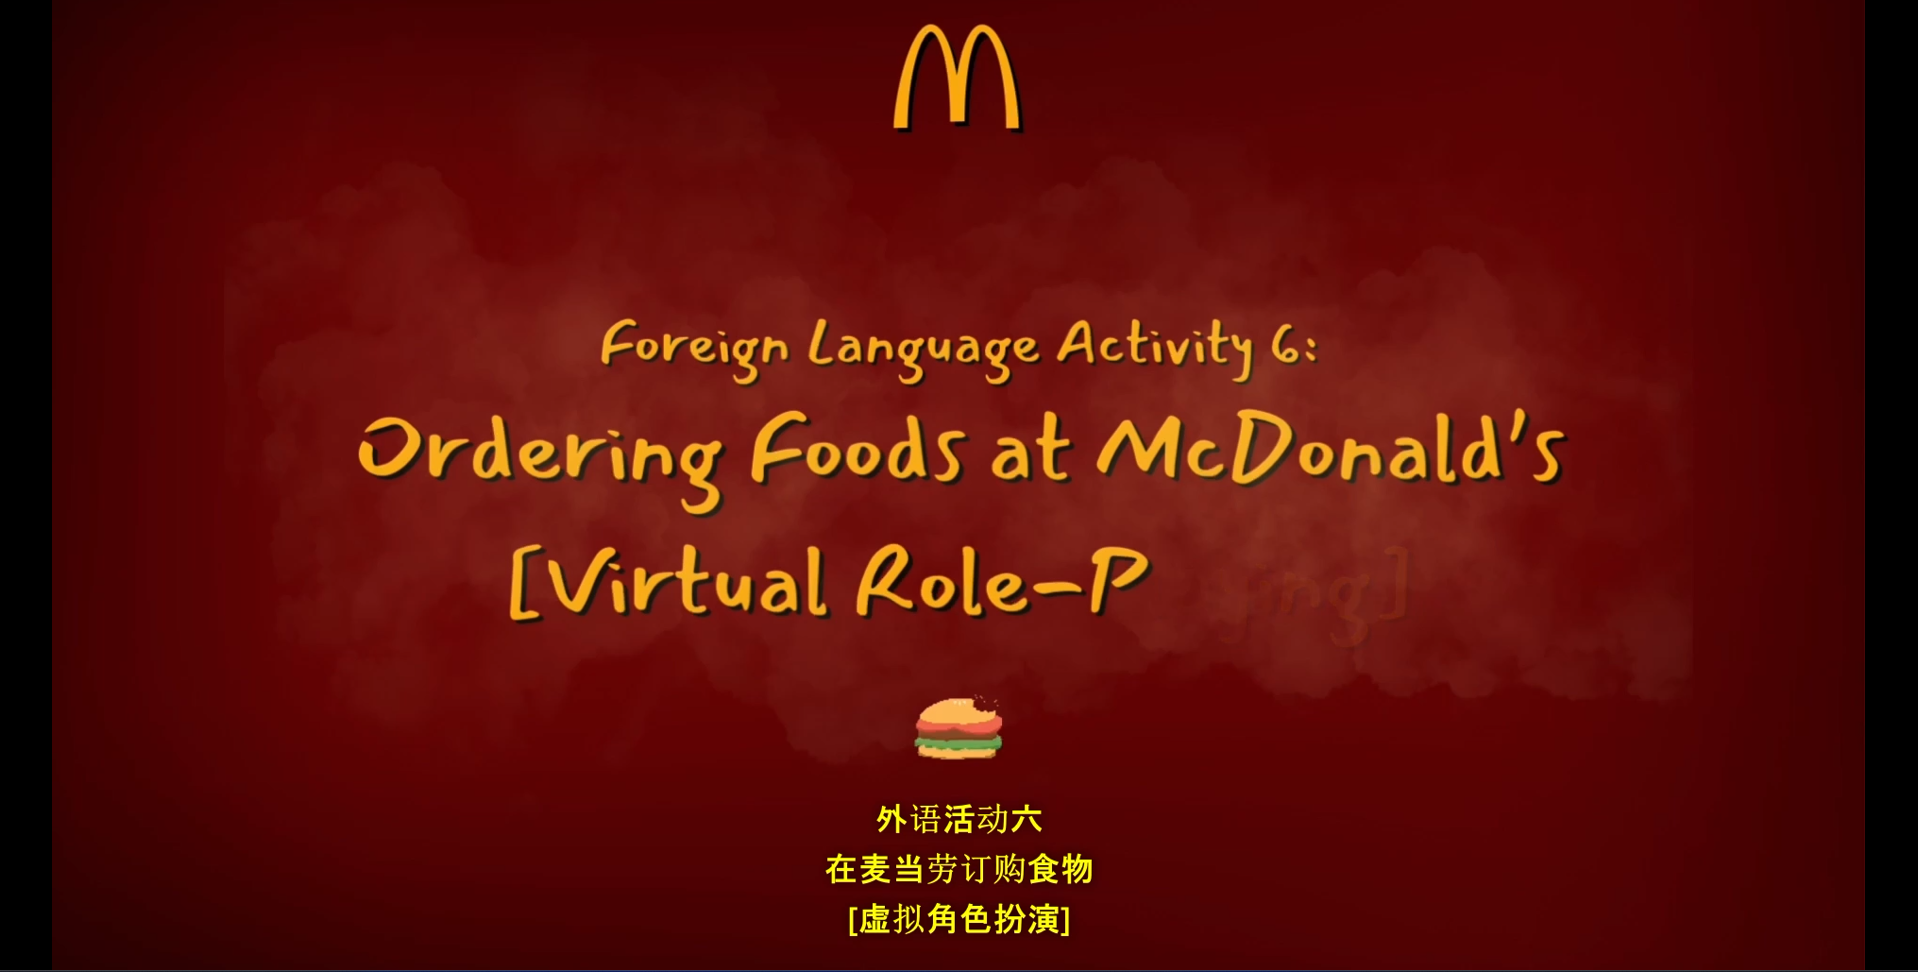 Foreign Language Activity 6:
Ordering Foods at McDonald's
[Virtual Role-P  ying]
外语活动六
在麦当劳订购食物
[虚拟角色扮演]